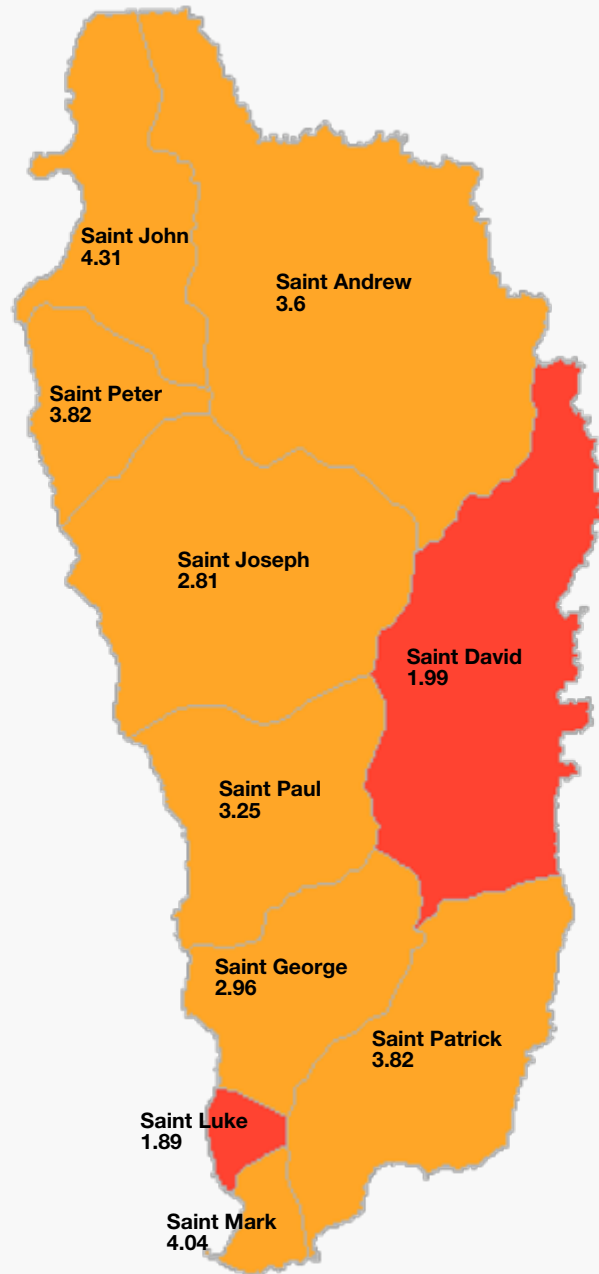 Saint John
4.31
Saint Andrew
3.6
Saint Peter
3.82
Saint Joseph
2.81
Saint David
1.99
Saint Paul
3.25
Saint George
2.96
Saint Patrick
3.82
Saint Luke
1.89
Saint Mark
4.04